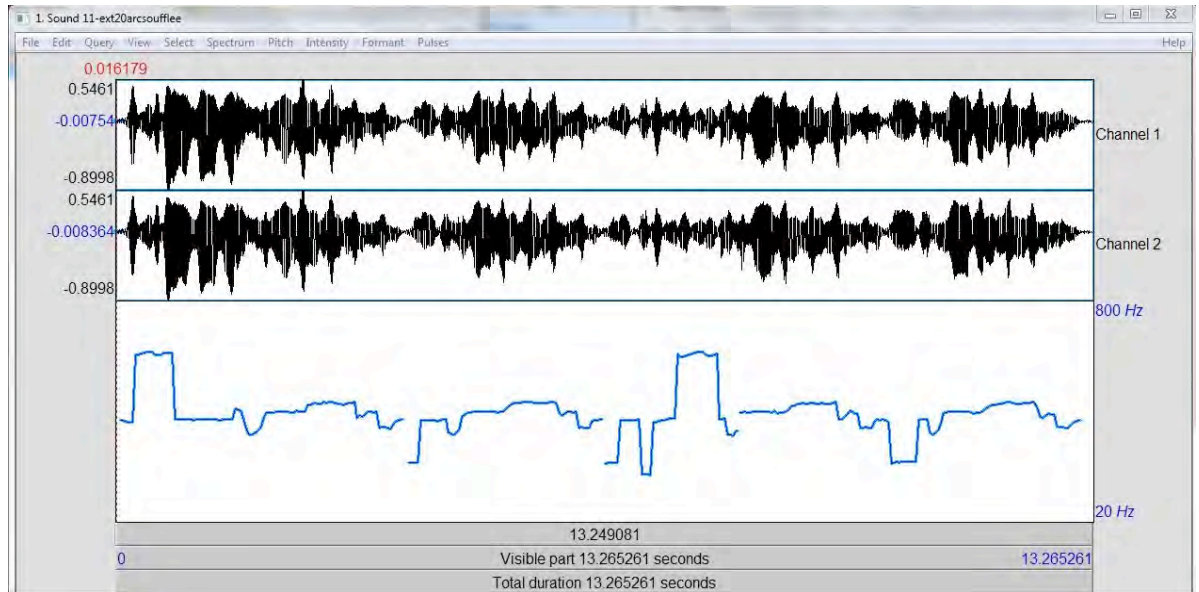 1. Sound 11-ext20arcsoufflee
File Edit Query View Select Spectrum Pitch Intensity Formant Pulses Help
0.016179
0.5461
-0.00754
Channel 1
-0.8998
0.5461
-0.008364
Channel 2
-0.8998
800 Hz
20 Hz
13.249081
0 Visible part 13.265261 seconds 13.265261
Total duration 13.265261 seconds